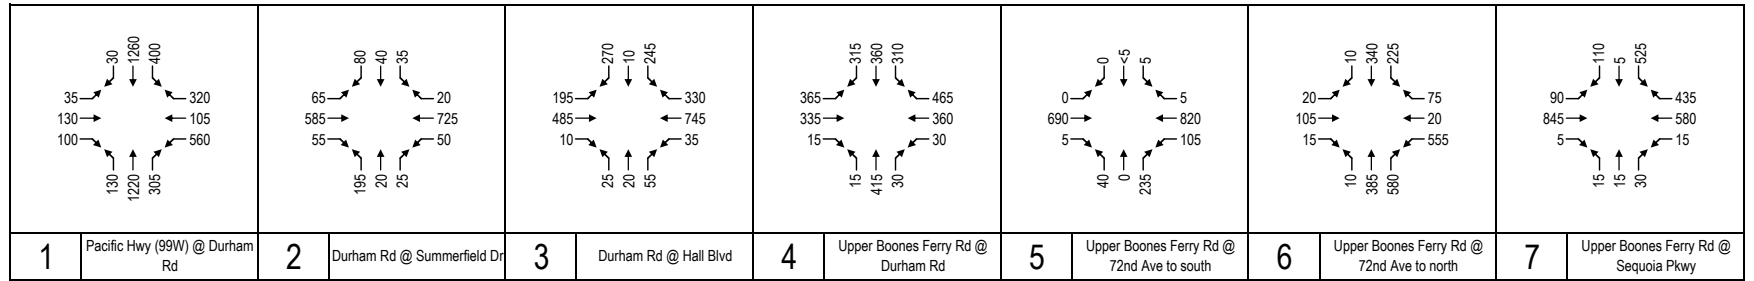 30 1260 400
35 320
130 105
100 560
130 1220 305
1 Pacific Hwy (99W) @ Durham
Rd
80 40 35
65 20
585 725
55 50
195 20 25
2 Durham Rd @ Summerfield Dr
270 10 245
195 330
485 745
10 35
25 20 55
3 Durham Rd @ Hall Blvd
315 360 310
365 465
335 360
15 30
15 415 30
4 Upper Boones Ferry Rd @
Durham Rd
0 <5 5
0 5
690 820
5 105
40 0 235
5 Upper Boones Ferry Rd @
72nd Ave to south
10 340 225
20 75
105 20
15 555
10 385 580
6 Upper Boones Ferry Rd @
72nd Ave to north
110 5 525
90 435
845 580
5 15
15 15 30
7 Upper Boones Ferry Rd @
Sequoia Pkwy